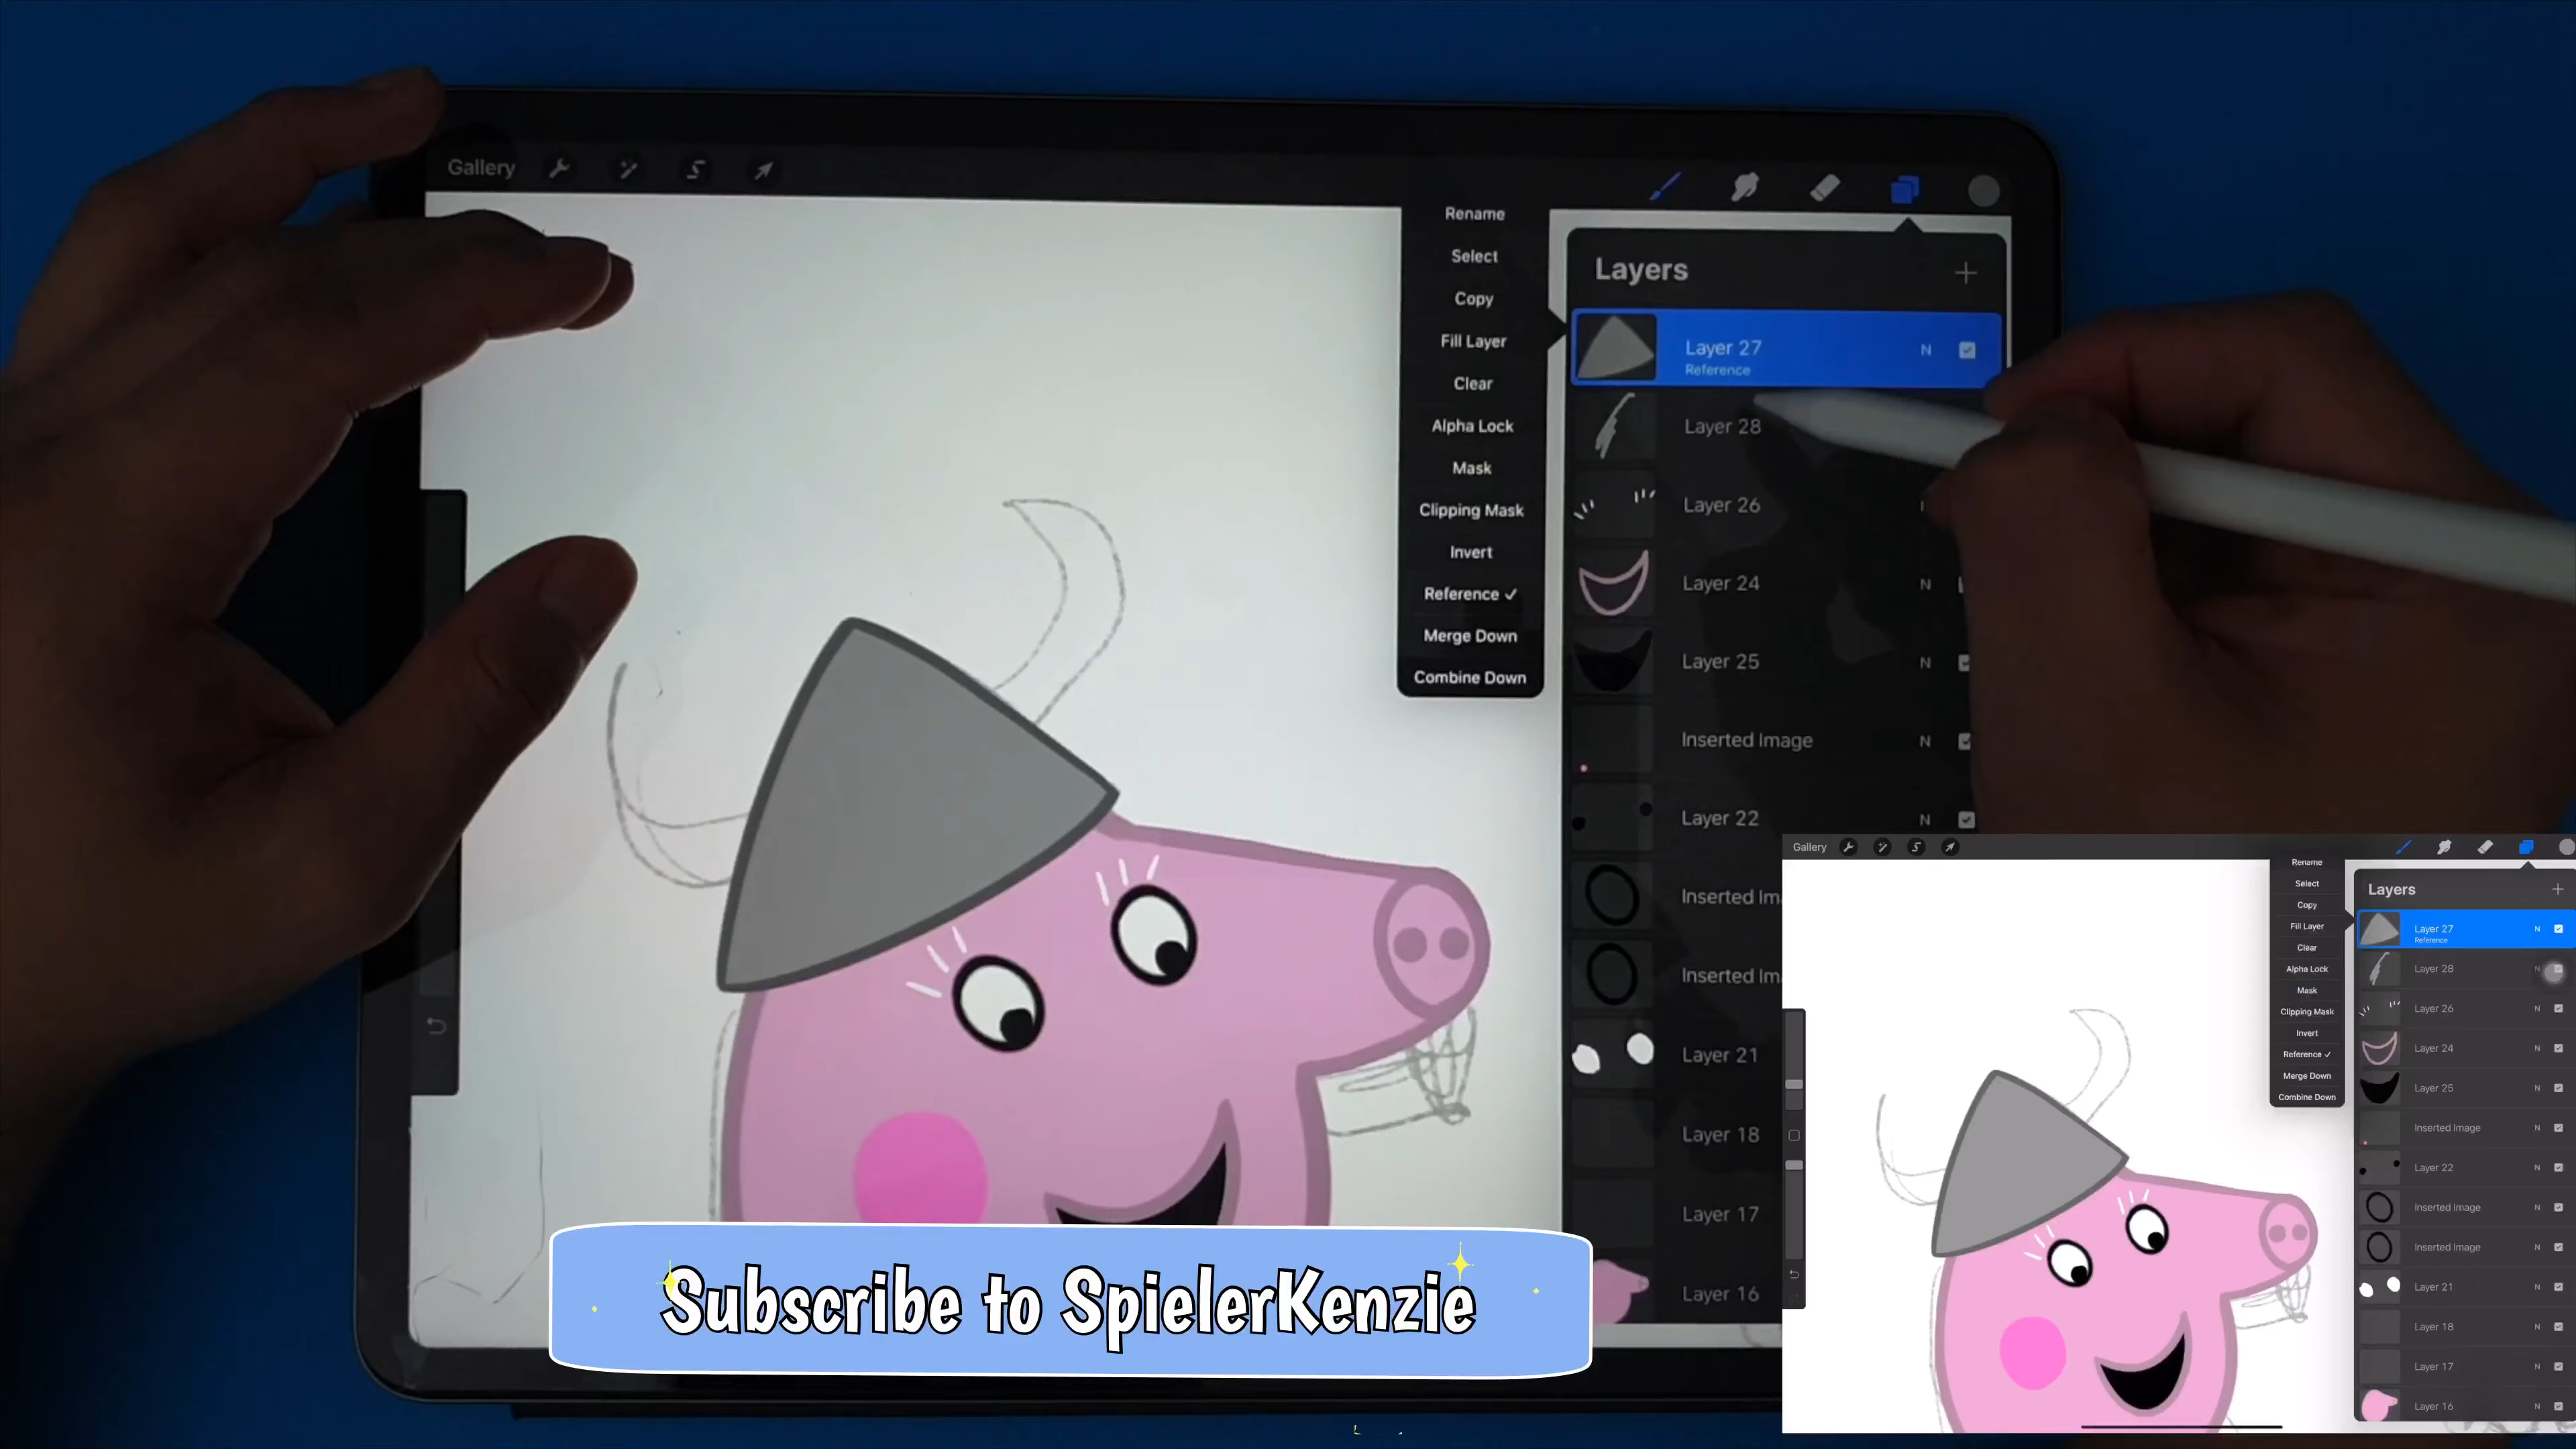 Gallery
Rename
Select
Copy
Fill Layer
Clear
Alpha Lock
Mask
Clipping Mask
Invert
Reference ✓
Merge Down
Combine Down
Layers
Layer 27 N
Reference
Layer 28
Layer 26
Layer 24 N
Layer 25 N
Inserted Image N
Layer 22 N
Inserted Im
Inserted Im
Layer 21
Layer 18
Layer 17
Layer 16
Subscribe to SpielerKenzie
Gallery
Rename
Select
Copy
Fill Layer
Clear
Alpha Lock
Mask
Clipping Mask
Invert
Reference ✓
Merge Down
Combine Down
Layers
Layer 27 N
Reference
Layer 28 N
Layer 26 N
Layer 24 N
Layer 25 N
Inserted Image N
Layer 22 N
Inserted Image N
Inserted Image N
Layer 21 N
Layer 18 N
Layer 17 N
Layer 16 N